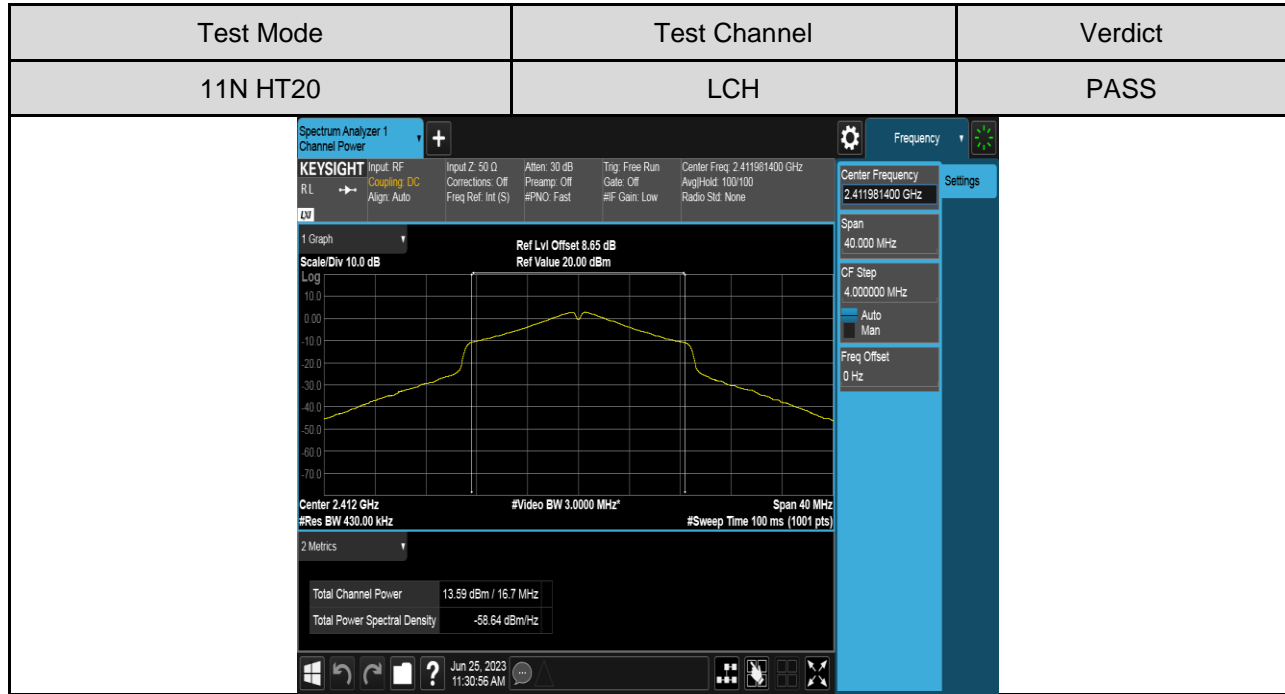 Test Mode Test Channel Verdict
11N HT20 LCH PASS
Spectrum Analyzer 1
Channel Power
+
Frequency
KEYSIGHT
RL
LXI
Input: RF
Coupling: DC
Align: Auto
Input Z: 50 Ω
Corrections: Off
Freq Ref: Int (S)
Atten: 30 dB
Preamp: Off
#PNO: Fast
Trig: Free Run
Gate: Off
#IF Gain: Low
Center Freq: 2.411981400 GHz
Avg|Hold: 100/100
Radio Std: None
Center Frequency
2.411981400 GHz
Settings
Span
40.000 MHz
CF Step
4.000000 MHz
Auto
Man
Freq Offset
0 Hz
1 Graph
Scale/Div 10.0 dB
Ref Lvl Offset 8.65 dB
Ref Value 20.00 dBm
Log
10.0
0.00
-10.0
-20.0
-30.0
-40.0
-50.0
-60.0
-70.0
Center 2.412 GHz
#Res BW 430.00 kHz
#Video BW 3.0000 MHz*
Span 40 MHz
#Sweep Time 100 ms (1001 pts)
2 Metrics
Total Channel Power 13.59 dBm / 16.7 MHz
Total Power Spectral Density -58.64 dBm/Hz
?
Jun 25, 2023
11:30:56 AM